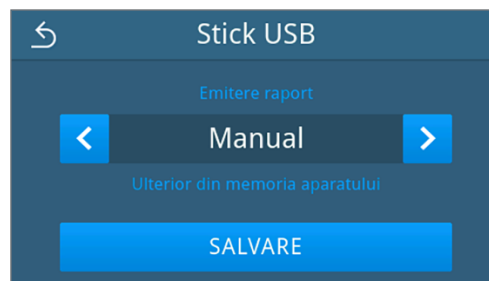 Stick USB
Emitere raport
Manual
Ulterior din memoria aparatului
SALVARE